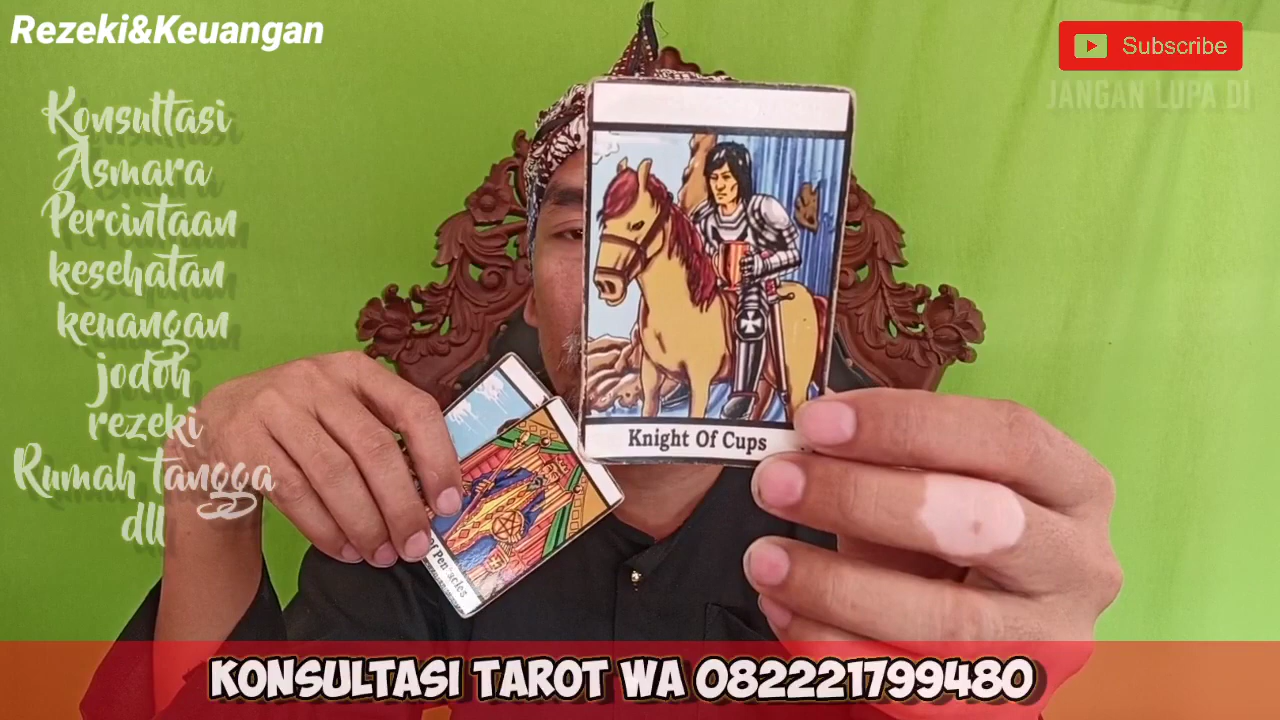 Rezeki&Keuangan
Subscribe
JANGAN LUPA DI
Konsultasi
Asmara
Percintaan
kesehatan
keuangan
jodoh
rezeki
Rumah tangga
dll
Knight Of Cups
Of Pentacles
KONSULTASI TAROT WA 082221799480